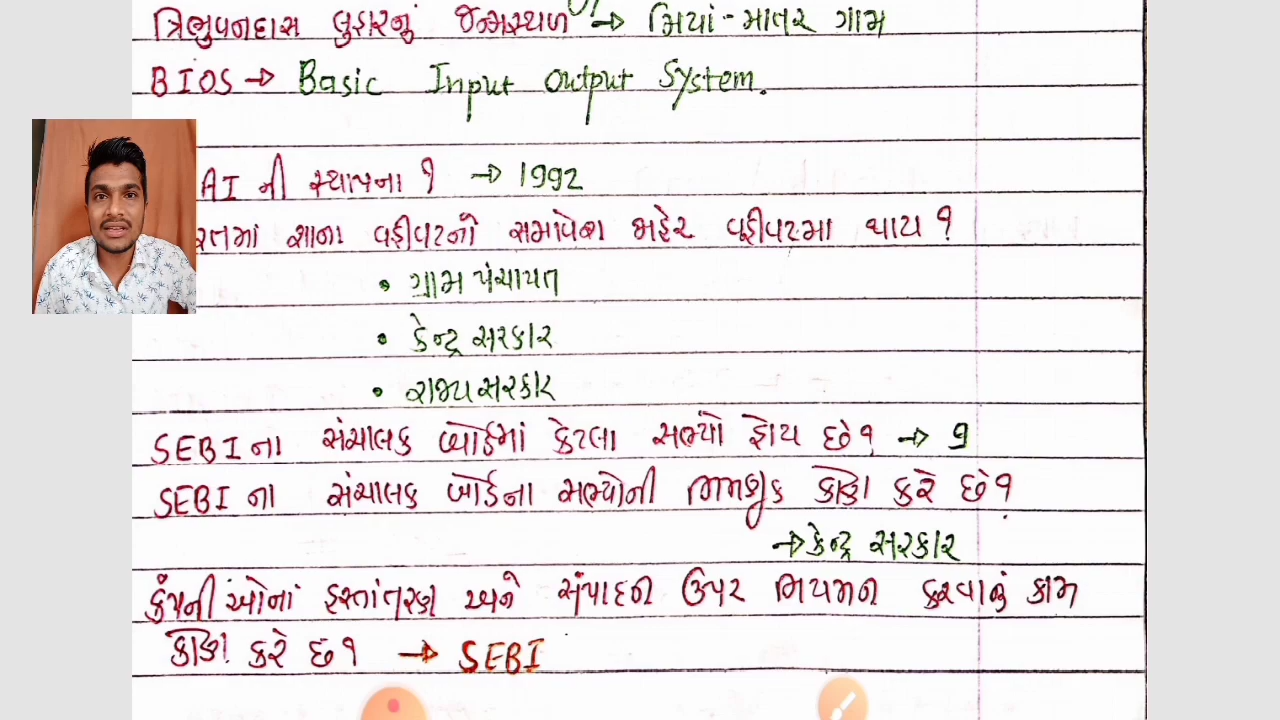 ત્રિભુવનદાસ લુહારનું જન્મસ્થળ → મિયાં-માતર ગામ
BIOS → Basic Input Output System.
AI ની સ્થાપના ? → 1992
રતમાં શાના વહીવટનો સમાવેશ જાહેર વહીવટમા થાય ?
• ગ્રામ પંચાયત
• કેન્દ્ર સરકાર
• રાજ્ય સરકાર
SEBI ના સંચાલક બોર્ડમાં કેટલા સભ્યો હોય છે ? → 9
SEBI ના સંચાલક બોર્ડના સભ્યોની નિમણૂક કોણ કરે છે ?
→ કેન્દ્ર સરકાર
કંપનીઓનાં હસ્તાંતરણ અને સંપાદન ઉપર નિયમન કરવાનું કામ
કોણ કરે છે ? → SEBI